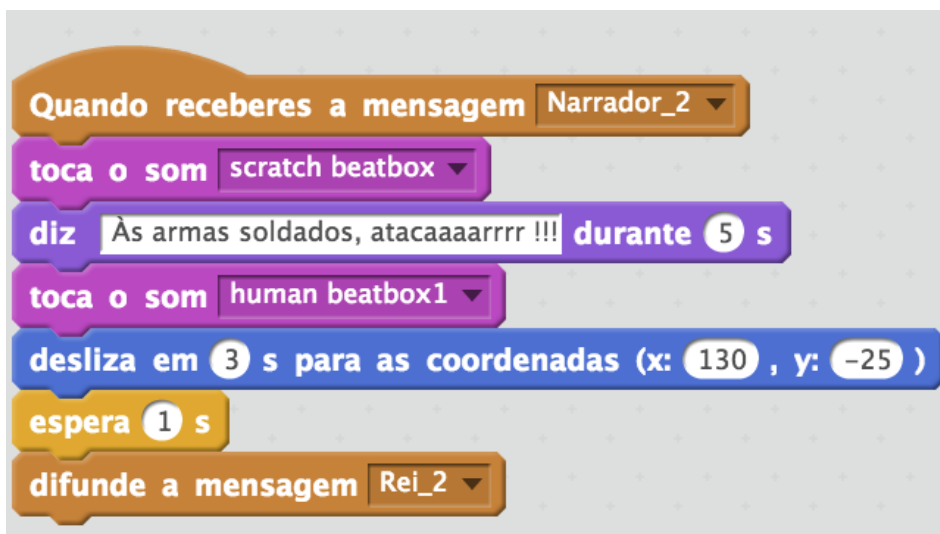 Quando receberes a mensagem Narrador_2
toca o som scratch beatbox
diz Às armas soldados, atacaaaarrrr !!! durante 5 s
toca o som human beatbox1
desliza em 3 s para as coordenadas (x: 130 , y: -25 )
espera 1 s
difunde a mensagem Rei_2